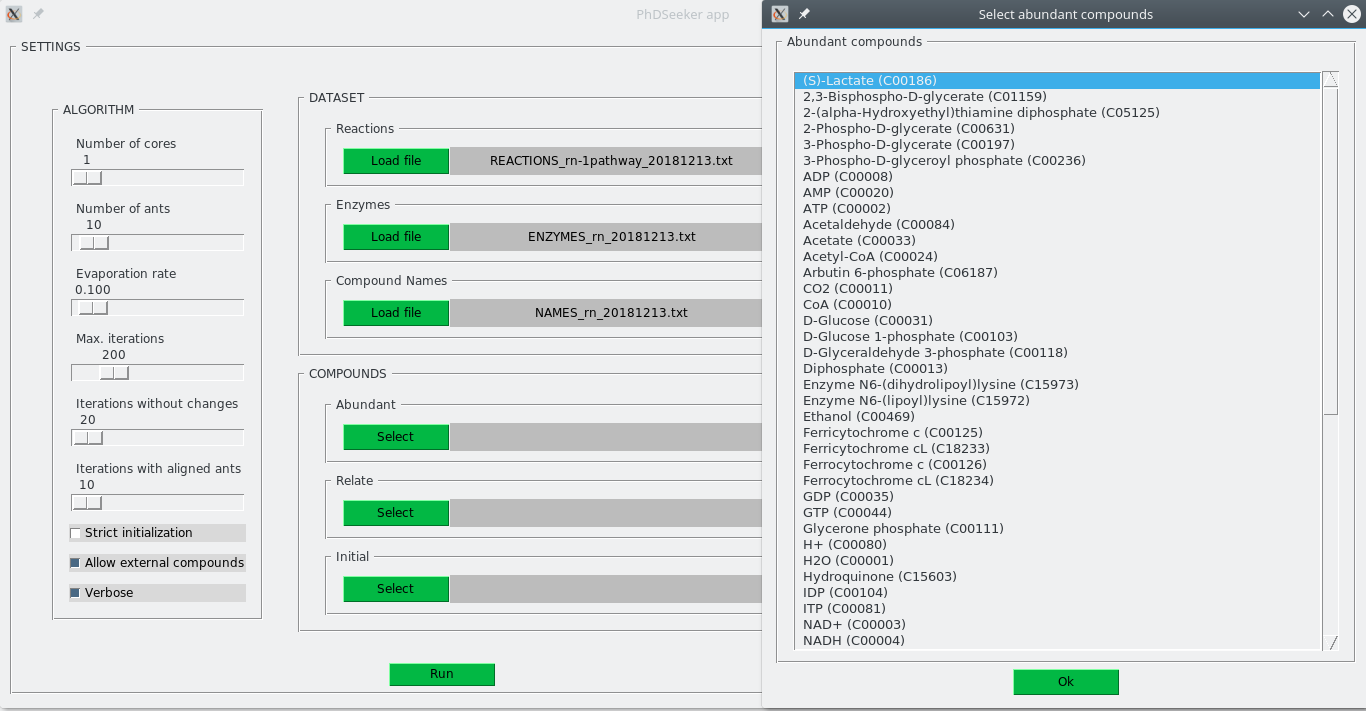 PhDSeeker app
SETTINGS
ALGORITHM
Number of cores
1
Number of ants
10
Evaporation rate
0.100
Max. iterations
200
Iterations without changes
20
Iterations with aligned ants
10
Strict initialization
Allow external compounds
Verbose
DATASET
Reactions
Load file REACTIONS_rn-1pathway_20181213.txt
Enzymes
Load file ENZYMES_rn_20181213.txt
Compound Names
Load file NAMES_rn_20181213.txt
COMPOUNDS
Abundant
Select
Relate
Select
Initial
Select
Run
Select abundant compounds
Abundant compounds
(S)-Lactate (C00186)
2,3-Bisphospho-D-glycerate (C01159)
2-(alpha-Hydroxyethyl)thiamine diphosphate (C05125)
2-Phospho-D-glycerate (C00631)
3-Phospho-D-glycerate (C00197)
3-Phospho-D-glyceroyl phosphate (C00236)
ADP (C00008)
AMP (C00020)
ATP (C00002)
Acetaldehyde (C00084)
Acetate (C00033)
Acetyl-CoA (C00024)
Arbutin 6-phosphate (C06187)
CO2 (C00011)
CoA (C00010)
D-Glucose (C00031)
D-Glucose 1-phosphate (C00103)
D-Glyceraldehyde 3-phosphate (C00118)
Diphosphate (C00013)
Enzyme N6-(dihydrolipoyl)lysine (C15973)
Enzyme N6-(lipoyl)lysine (C15972)
Ethanol (C00469)
Ferricytochrome c (C00125)
Ferricytochrome cL (C18233)
Ferrocytochrome c (C00126)
Ferrocytochrome cL (C18234)
GDP (C00035)
GTP (C00044)
Glycerone phosphate (C00111)
H+ (C00080)
H2O (C00001)
Hydroquinone (C15603)
IDP (C00104)
ITP (C00081)
NAD+ (C00003)
NADH (C00004)
Ok